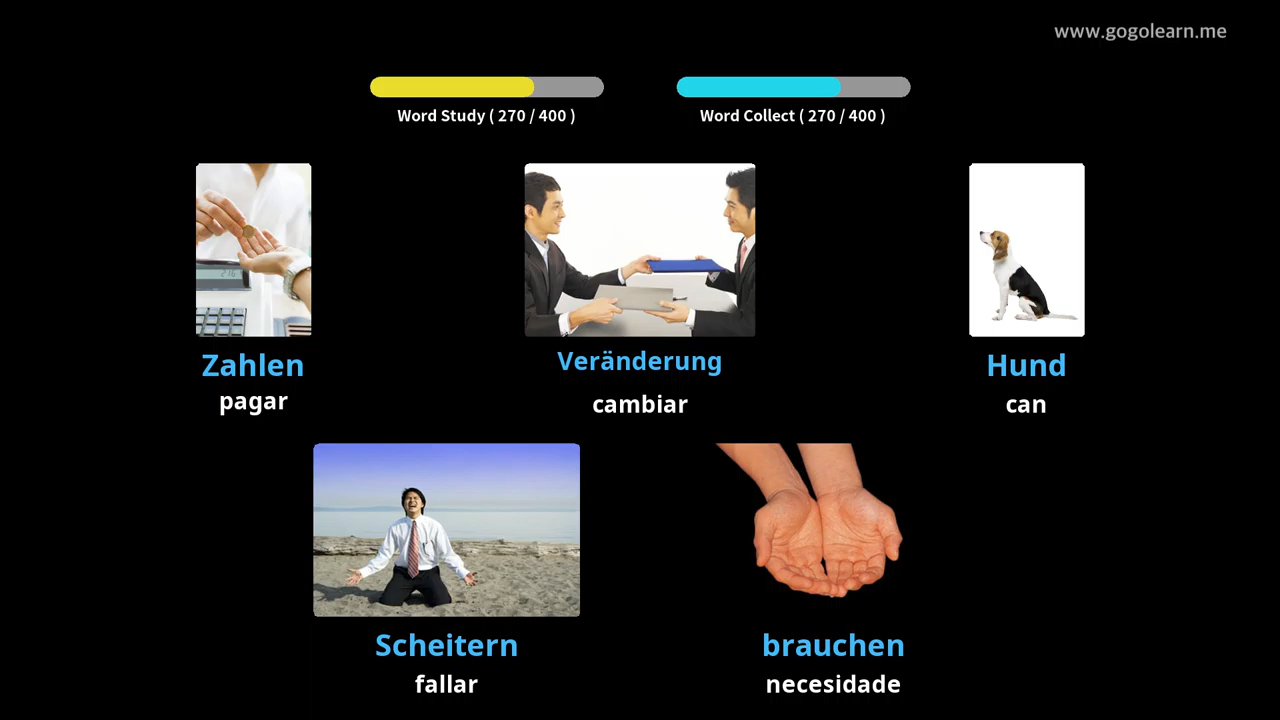 www.gogolearn.me
Word Study ( 270 / 400 )
Word Collect ( 270 / 400 )
Zahlen
pagar
Veränderung
cambiar
Hund
can
Scheitern
fallar
brauchen
necesidade